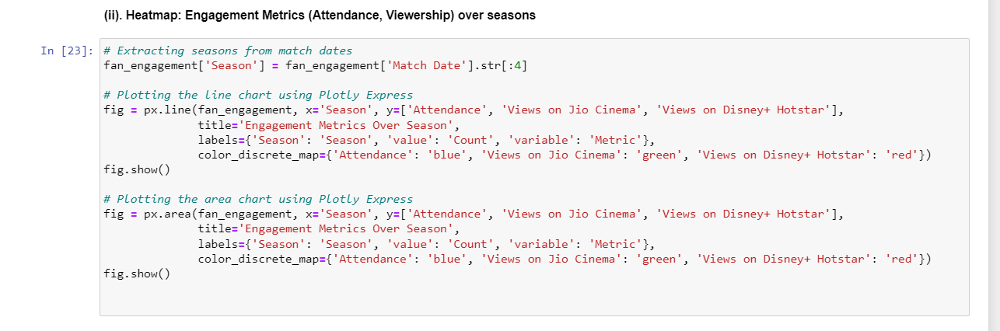 (ii). Heatmap: Engagement Metrics (Attendance, Viewership) over seasons
In [23]: # Extracting seasons from match dates
fan_engagement['Season'] = fan_engagement['Match Date'].str[:4]
# Plotting the line chart using Plotly Express
fig = px.line(fan_engagement, x='Season', y=['Attendance', 'Views on Jio Cinema', 'Views on Disney+ Hotstar'],
title='Engagement Metrics Over Season',
labels={'Season': 'Season', 'value': 'Count', 'variable': 'Metric'},
color_discrete_map={'Attendance': 'blue', 'Views on Jio Cinema': 'green', 'Views on Disney+ Hotstar': 'red'})
fig.show()
# Plotting the area chart using Plotly Express
fig = px.area(fan_engagement, x='Season', y=['Attendance', 'Views on Jio Cinema', 'Views on Disney+ Hotstar'],
title='Engagement Metrics Over Season',
labels={'Season': 'Season', 'value': 'Count', 'variable': 'Metric'},
color_discrete_map={'Attendance': 'blue', 'Views on Jio Cinema': 'green', 'Views on Disney+ Hotstar': 'red'})
fig.show()